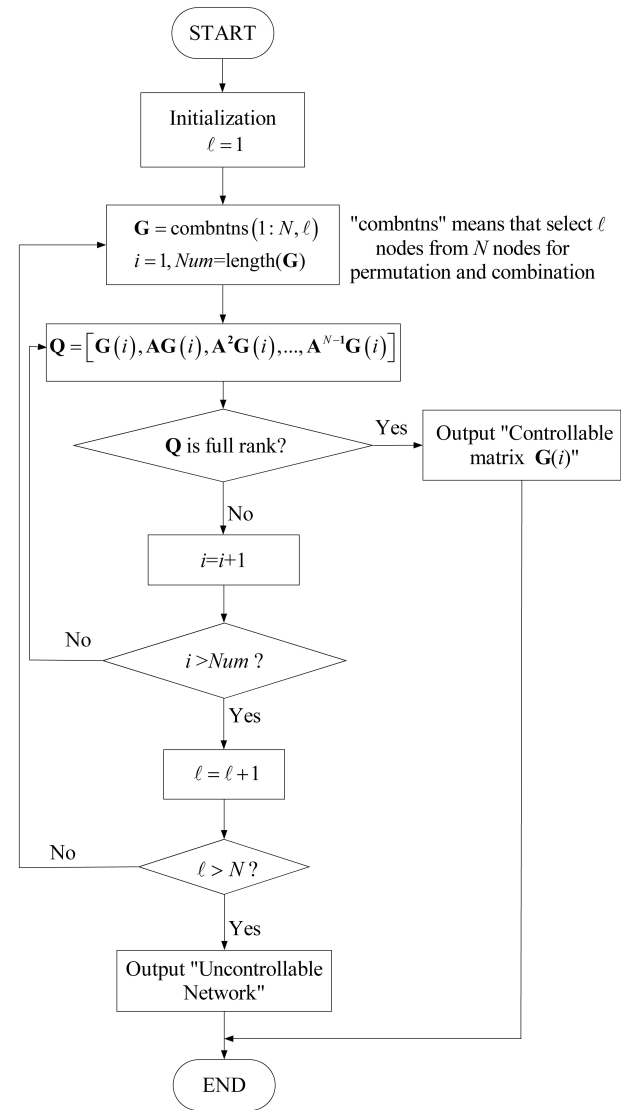 START
Initialization
ℓ = 1
G = combntns(1: N, ℓ)
i = 1, Num=length(G)
"combntns" means that select ℓ
nodes from N nodes for
permutation and combination
Q = [G(i), AG(i), A²G(i),..., Aᴺ⁻¹G(i)]
Q is full rank?
Yes
Output "Controllable
matrix G(i)"
No
i=i+1
No
i >Num ?
Yes
ℓ = ℓ +1
No
ℓ > N ?
Yes
Output "Uncontrollable
Network"
END